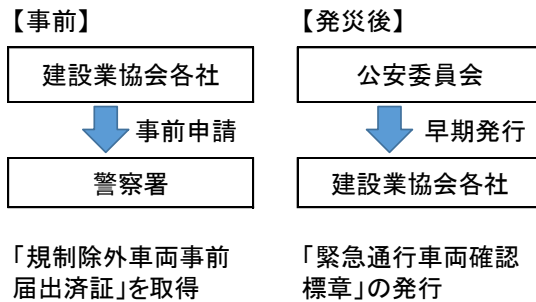 【事前】
建設業協会各社
事前申請
警察署
「規制除外車両事前
届出済証」を取得
【発災後】
公安委員会
早期発行
建設業協会各社
「緊急通行車両確認
標章」の発行